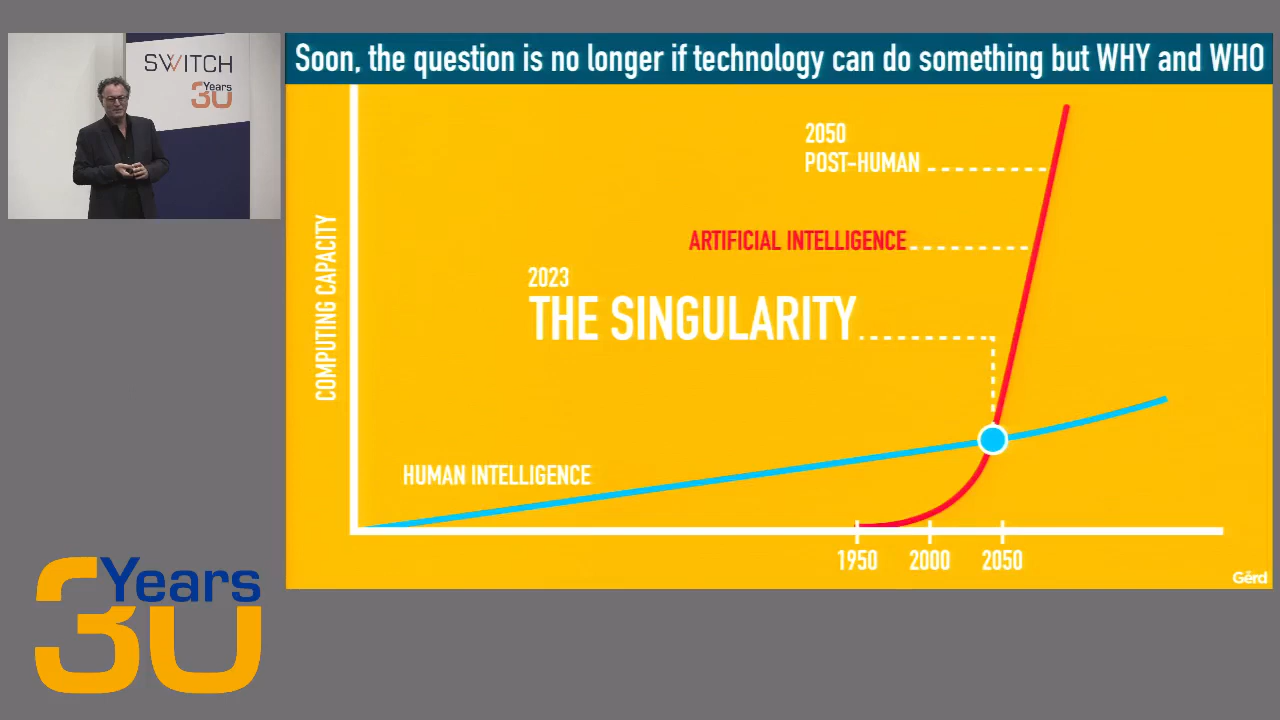 SWITCH
30 Years
Soon, the question is no longer if technology can do something but WHY and WHO
2050
POST-HUMAN
ARTIFICIAL INTELLIGENCE
2023
THE SINGULARITY
COMPUTING CAPACITY
HUMAN INTELLIGENCE
1950 2000 2050
Gerd
30 Years